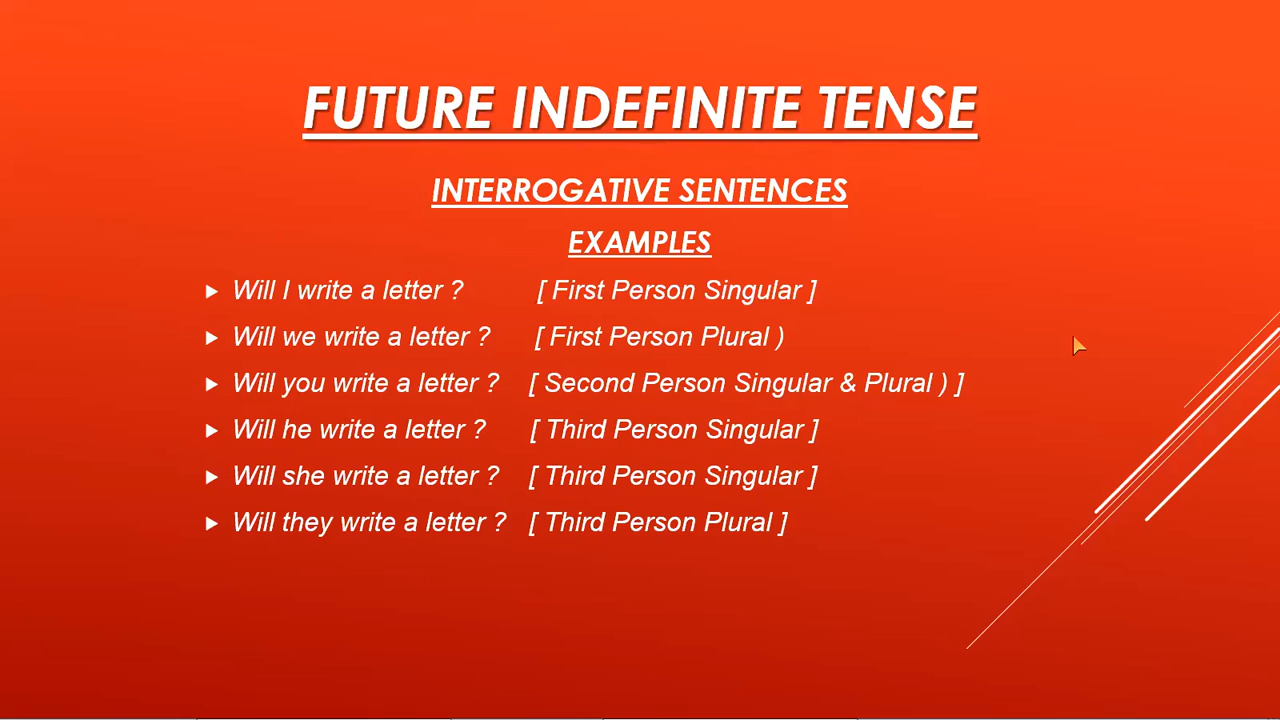 FUTURE INDEFINITE TENSE
INTERROGATIVE SENTENCES
EXAMPLES
Will I write a letter ? [ First Person Singular ]
Will we write a letter ? [ First Person Plural )
Will you write a letter ? [ Second Person Singular & Plural ) ]
Will he write a letter ? [ Third Person Singular ]
Will she write a letter ? [ Third Person Singular ]
Will they write a letter ? [ Third Person Plural ]